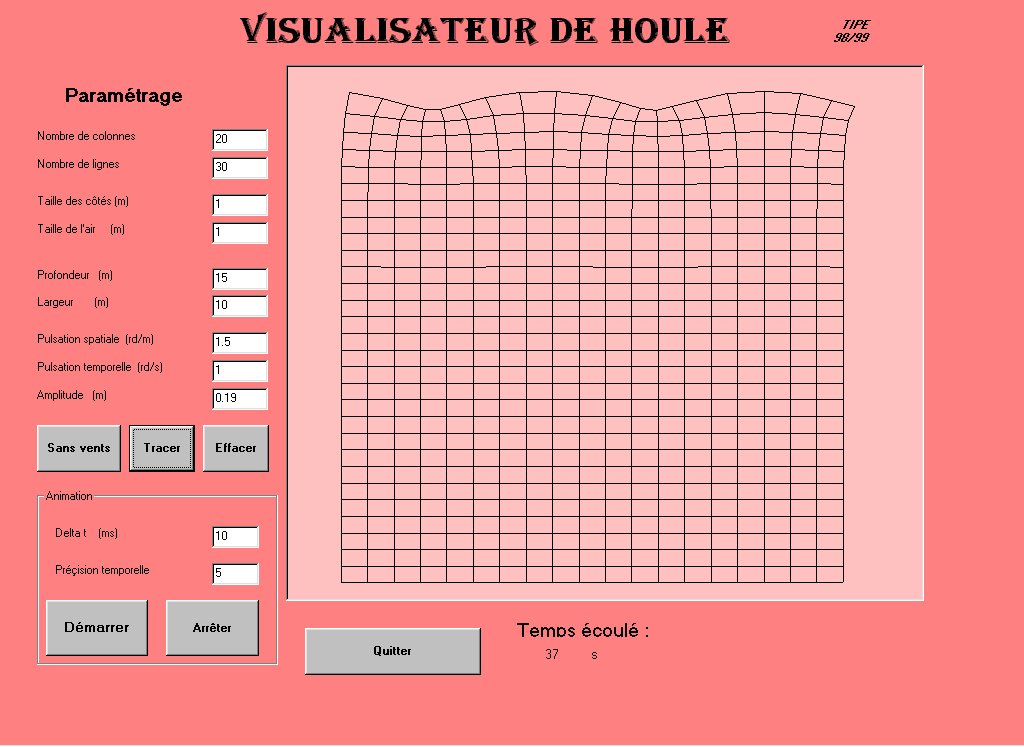 VISUALISATEUR DE HOULE
TIPE
98/99
Paramétrage
Nombre de colonnes 20
Nombre de lignes 30
Taille des côtés (m) 1
Taille de l'air (m) 1
Profondeur (m) 15
Largeur (m) 10
Pulsation spatiale (rd/m) 1.5
Pulsation temporelle (rd/s) 1
Amplitude (m) 0.19
Sans vents Tracer Effacer
Animation
Delta t (ms) 10
Préçision temporelle 5
Démarrer Arrêter
Quitter
Temps écoulé :
37 s